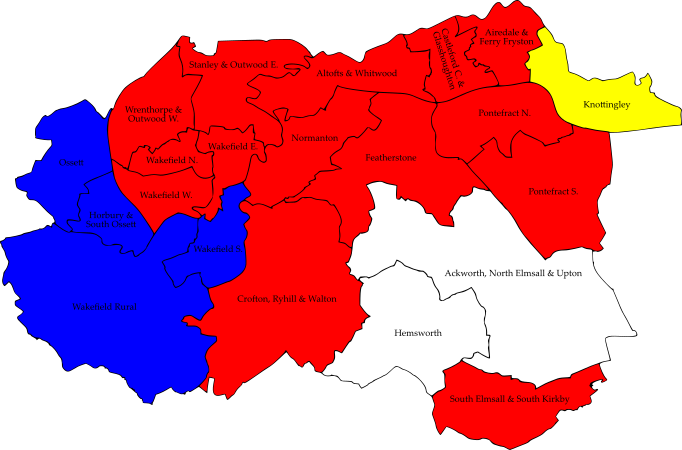 Airedale &
Ferry Fryston
Castleford C. &
Glasshoughton
Stanley & Outwood E.
Altofts & Whitwood
Knottingley
Wrenthorpe &
Outwood W.
Pontefract N.
Normanton
Wakefield E.
Featherstone
Wakefield N.
Ossett
Pontefract S.
Wakefield W.
Horbury &
South Ossett
Wakefield S.
Ackworth, North Elmsall & Upton
Crofton, Ryhill & Walton
Wakefield Rural
Hemsworth
South Elmsall & South Kirkby